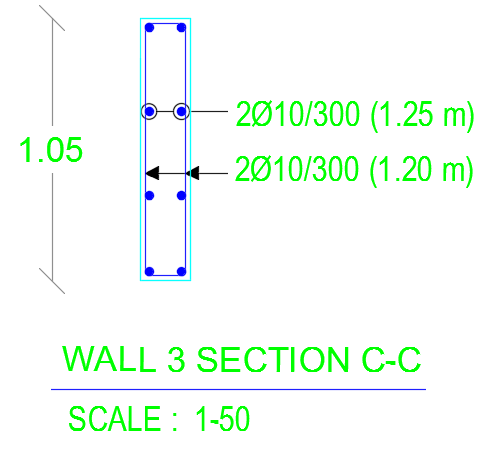 2Ø10/300 (1.25 m)
1.05
2Ø10/300 (1.20 m)
WALL 3 SECTION C-C
SCALE : 1-50